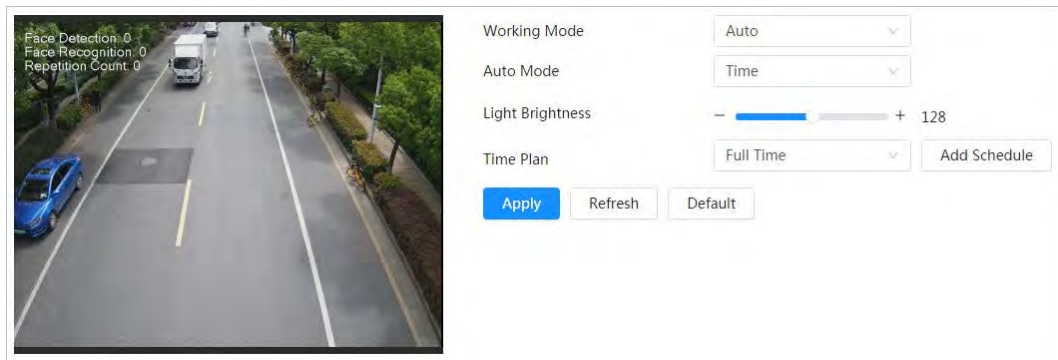 Face Detection: 0
Face Recognition: 0
Repetition Count: 0
Working Mode
Auto
Auto Mode
Time
Light Brightness
- + 128
Time Plan
Full Time
Add Schedule
Apply
Refresh
Default